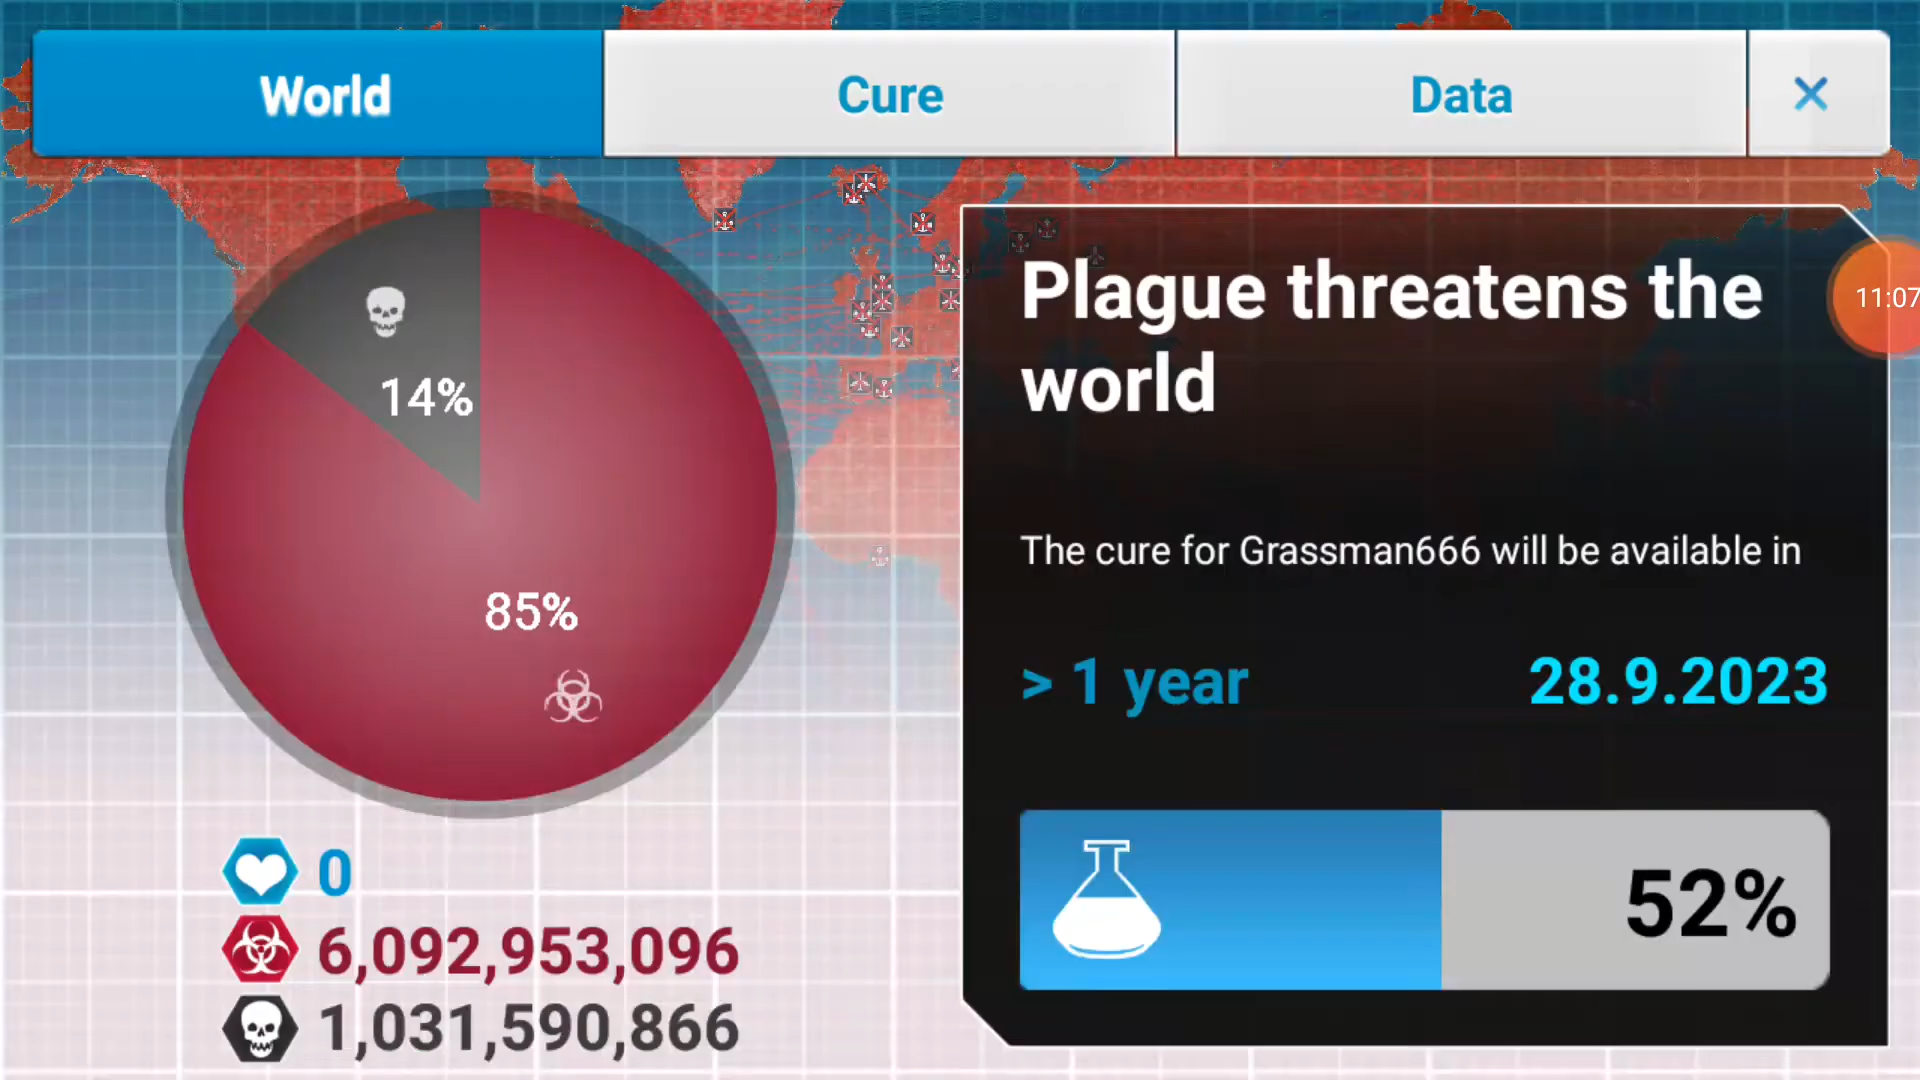 World
Cure
Data
Plague threatens the
world
11:07
14%
85%
The cure for Grassman666 will be available in
> 1 year
28.9.2023
52%
0
6,092,953,096
1,031,590,866